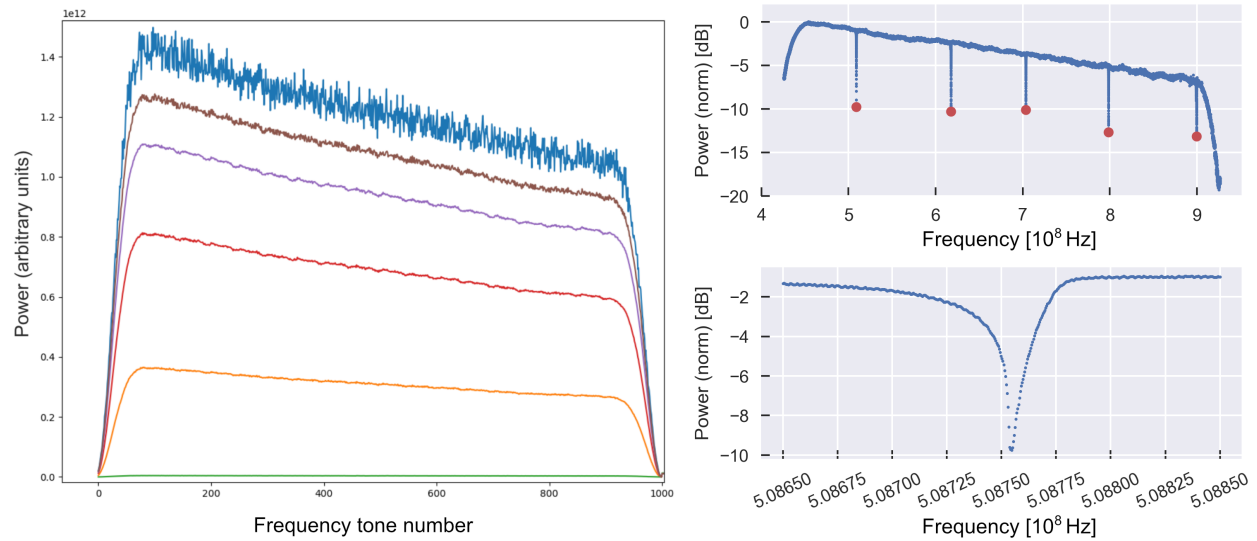 1e12
Power (arbitrary units)
1.4
1.2
1.0
0.8
0.6
0.4
0.2
0.0
0 200 400 600 800 1000
Frequency tone number
Power (norm) [dB]
0
−5
−10
−15
−20
4 5 6 7 8 9
Frequency [10⁸ Hz]
Power (norm) [dB]
−2
−4
−6
−8
−10
5.08650 5.08675 5.08700 5.08725 5.08750 5.08775 5.08800 5.08825 5.08850
Frequency [10⁸ Hz]